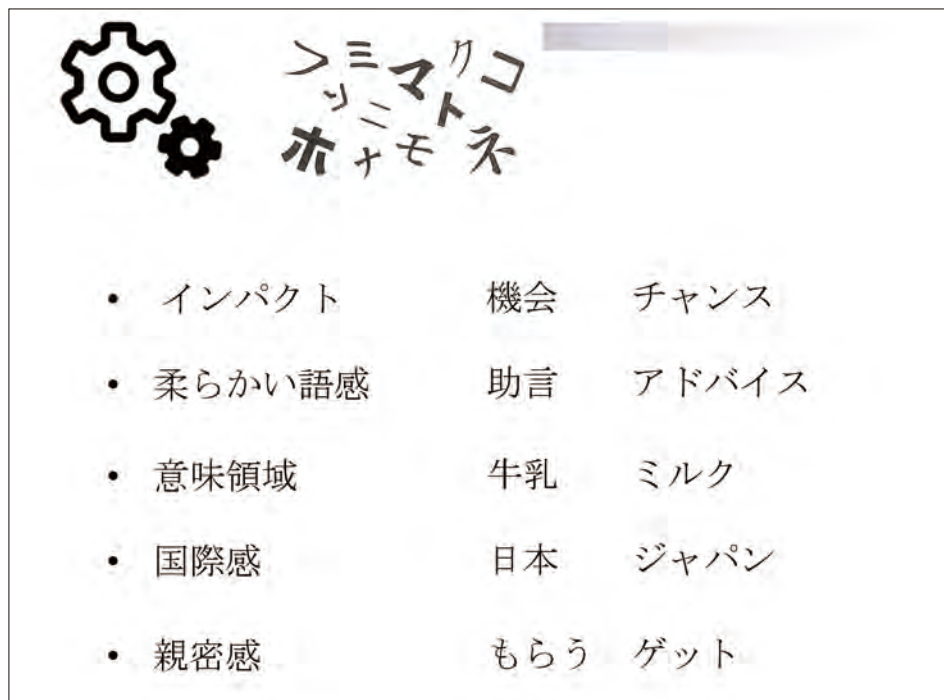 フミマクコ
ツニト
ホナモネ
• インパクト 機会 チャンス
• 柔らかい語感 助言 アドバイス
• 意味領域 牛乳 ミルク
• 国際感 日本 ジャパン
• 親密感 もらう ゲット